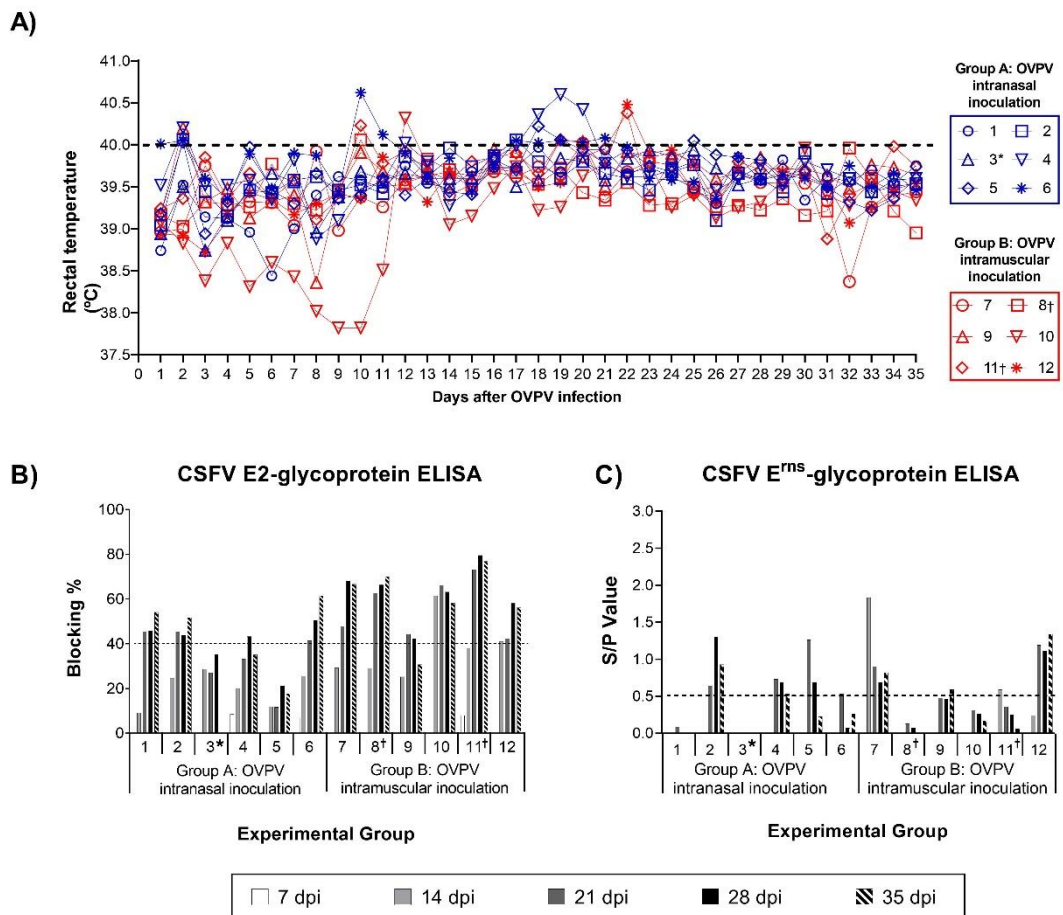 A)
41.0
40.5
40.0
39.5
39.0
38.5
38.0
37.5
Rectal temperature
(ºC)
0 1 2 3 4 5 6 7 8 9 10 11 12 13 14 15 16 17 18 19 20 21 22 23 24 25 26 27 28 29 30 31 32 33 34 35
Days after OVPV infection
Group A: OVPV
intranasal
inoculation
1 2
3* 4
5 6
Group B: OVPV
intramuscular
inoculation
7 8†
9 10
11† 12
B)
CSFV E2-glycoprotein ELISA
100
80
60
40
20
0
Blocking %
1 2 3* 4 5 6 7 8† 9 10 11† 12
Group A: OVPV
intranasal inoculation
Group B: OVPV
intramuscular inoculation
Experimental Group
C)
CSFV Erns-glycoprotein ELISA
3.0
2.5
2.0
1.5
1.0
0.5
0.0
S/P Value
1 2 3* 4 5 6 7 8† 9 10 11† 12
Group A: OVPV
intranasal inoculation
Group B: OVPV
intramuscular inoculation
Experimental Group
7 dpi 14 dpi 21 dpi 28 dpi 35 dpi